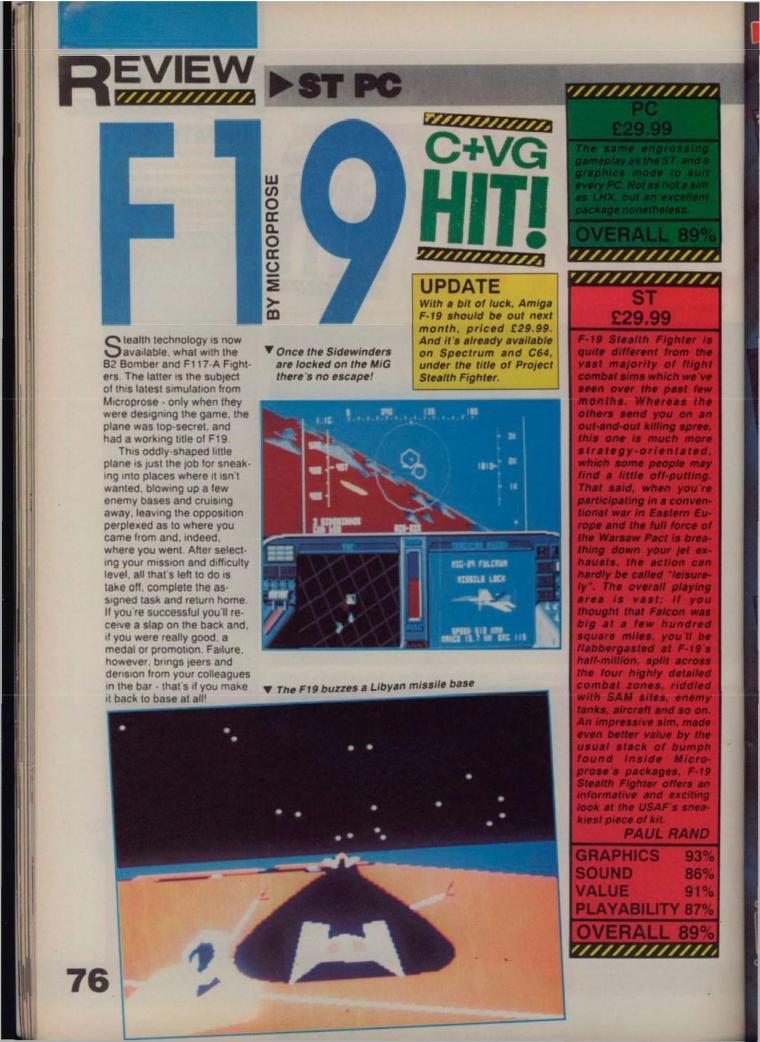 REVIEW
▶ST PC
F19
BY MICROPROSE
C+VG
HIT!
UPDATE
With a bit of luck, Amiga
F-19 should be out next
month, priced £29.99.
And it's already available
on Spectrum and C64,
under the title of Project
Stealth Fighter.
Stealth technology is now
available, what with the
B2 Bomber and F117-A Fight-
ers. The latter is the subject
of this latest simulation from
Microprose - only when they
were designing the game, the
plane was top-secret, and
had a working title of F19.
This oddly-shaped little
plane is just the job for sneak-
ing into places where it isn't
wanted, blowing up a few
enemy bases and cruising
away, leaving the opposition
perplexed as to where you
came from and, indeed,
where you went. After select-
ing your mission and difficulty
level, all that's left to do is
take off, complete the as-
signed task and return home.
If you're successful you'll re-
ceive a slap on the back and,
if you were really good, a
medal or promotion. Failure,
however, brings jeers and
derision from your colleagues
in the bar - that's if you make
it back to base at all!
▼ Once the Sidewinders
are locked on the MiG
there's no escape!
MIG-29 FULCRUM
MISSILE LOCK
▼ The F19 buzzes a Libyan missile base
PC
£29.99
The same engrossing
gameplay as the ST, and a
graphics mode to suit
every PC. Not as hot a sim
as LHX, but an excellent
package nonetheless.
OVERALL 89%
ST
£29.99
F-19 Stealth Fighter is
quite different from the
vast majority of flight
combat sims which we've
seen over the past few
months. Whereas the
others send you on an
out-and-out killing spree,
this one is much more
strategy-orientated,
which some people may
find a little off-putting.
That said, when you're
participating in a conven-
tional war in Eastern Eu-
rope and the full force of
the Warsaw Pact is brea-
thing down your jet ex-
hausts, the action can
hardly be called "leisure-
ly". The overall playing
area is vast; if you
thought that Falcon was
big at a few hundred
square miles, you'll be
flabbergasted at F-19's
half-million, split across
the four highly detailed
combat zones, riddled
with SAM sites, enemy
tanks, aircraft and so on.
An impressive sim, made
even better value by the
usual stack of bumph
found inside Micro-
prose's packages, F-19
Stealth Fighter offers an
informative and exciting
look at the USAF's snea-
kiest piece of kit.
PAUL RAND
GRAPHICS 93%
SOUND 86%
VALUE 91%
PLAYABILITY 87%
OVERALL 89%
76